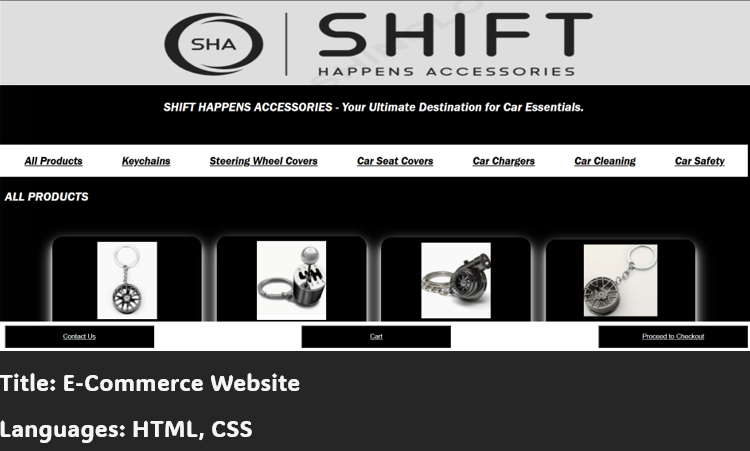 SHA
SHIFT
HAPPENS ACCESSORIES
SHIFT HAPPENS ACCESSORIES - Your Ultimate Destination for Car Essentials.
All Products Keychains Steering Wheel Covers Car Seat Covers Car Chargers Car Cleaning Car Safety
ALL PRODUCTS
Contact Us Cart Proceed to Checkout
Title: E-Commerce Website
Languages: HTML, CSS